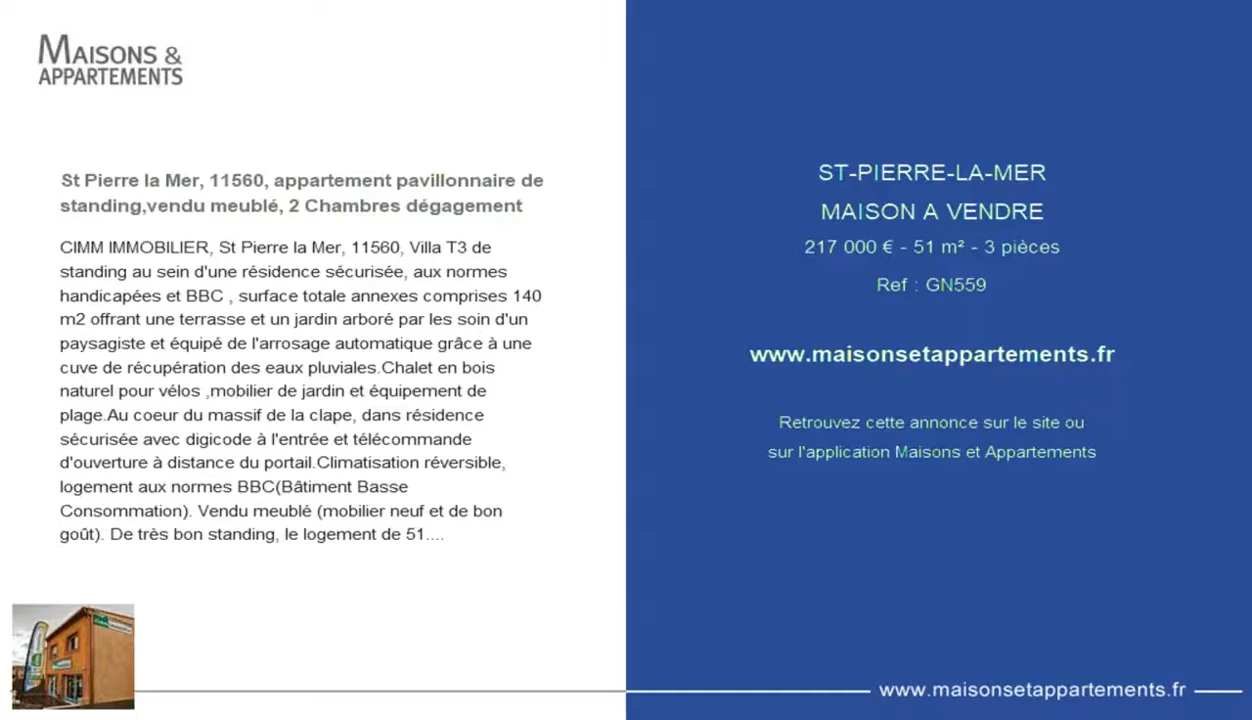 MAISONS &
APPARTEMENTS
St Pierre la Mer, 11560, appartement pavillonnaire de
standing,vendu meublé, 2 Chambres dégagement
CIMM IMMOBILIER, St Pierre la Mer, 11560, Villa T3 de
standing au sein d'une résidence sécurisée, aux normes
handicapées et BBC , surface totale annexes comprises 140
m2 offrant une terrasse et un jardin arboré par les soin d'un
paysagiste et équipé de l'arrosage automatique grâce à une
cuve de récupération des eaux pluviales.Chalet en bois
naturel pour vélos ,mobilier de jardin et équipement de
plage.Au coeur du massif de la clape, dans résidence
sécurisée avec digicode à l'entrée et télécommande
d'ouverture à distance du portail.Climatisation réversible,
logement aux normes BBC(Bâtiment Basse
Consommation). Vendu meublé (mobilier neuf et de bon
goût). De très bon standing, le logement de 51....
ST-PIERRE-LA-MER
MAISON A VENDRE
217 000 € - 51 m² - 3 pièces
Ref : GN559
www.maisonsetappartements.fr
Retrouvez cette annonce sur le site ou
sur l'application Maisons et Appartements
www.maisonsetappartements.fr